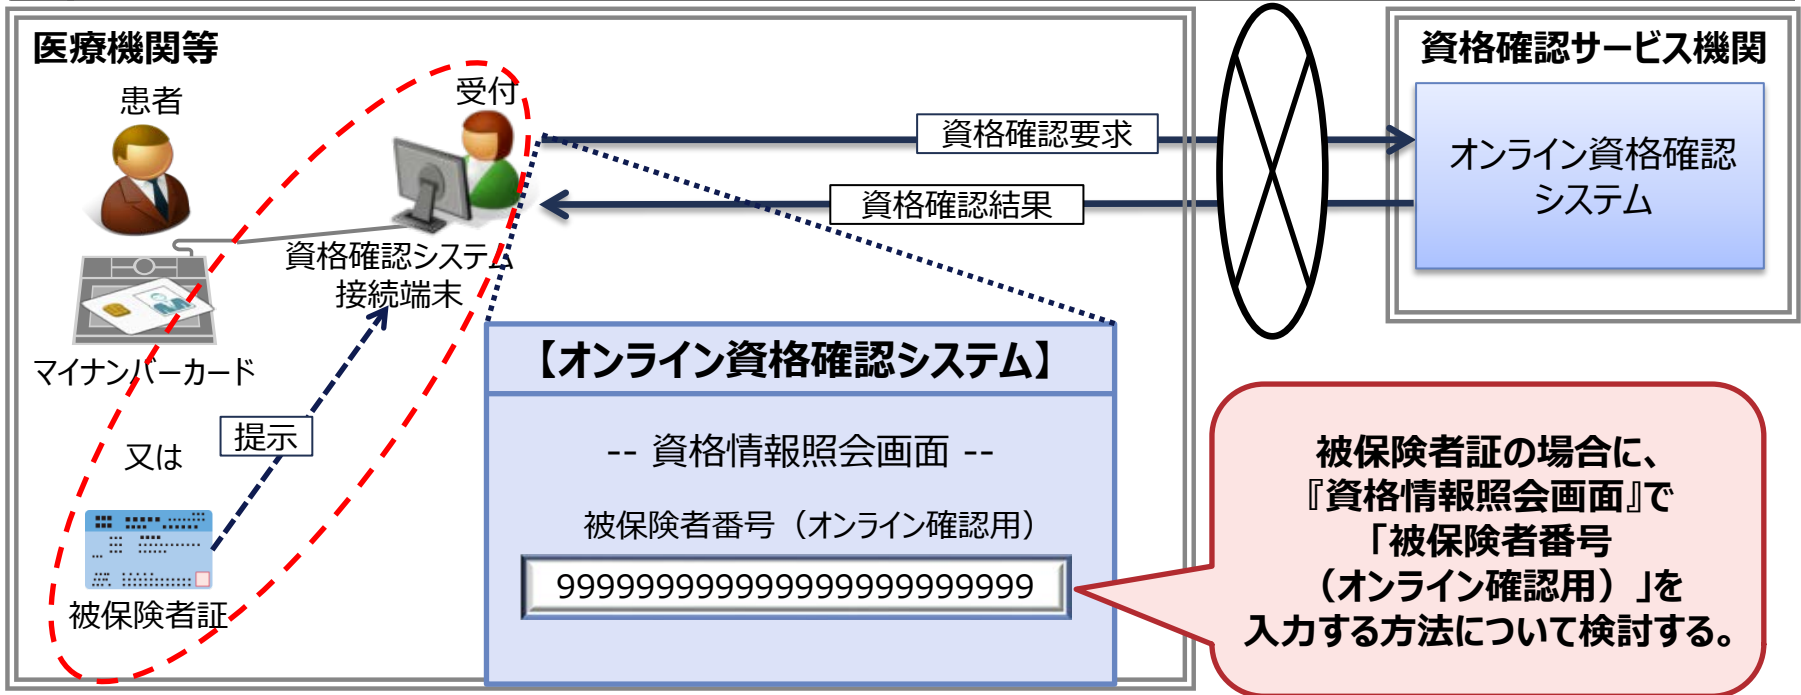 医療機関等
患者
受付
資格確認システム
接続端末
マイナンバーカード
又は
提示
被保険者証
資格確認要求
資格確認結果
資格確認サービス機関
オンライン資格確認
システム
【オンライン資格確認システム】
-- 資格情報照会画面 --
被保険者番号（オンライン確認用）
9999999999999999999999999
被保険者証の場合に、
『資格情報照会画面』で
「被保険者番号
（オンライン確認用）」を
入力する方法について検討する。